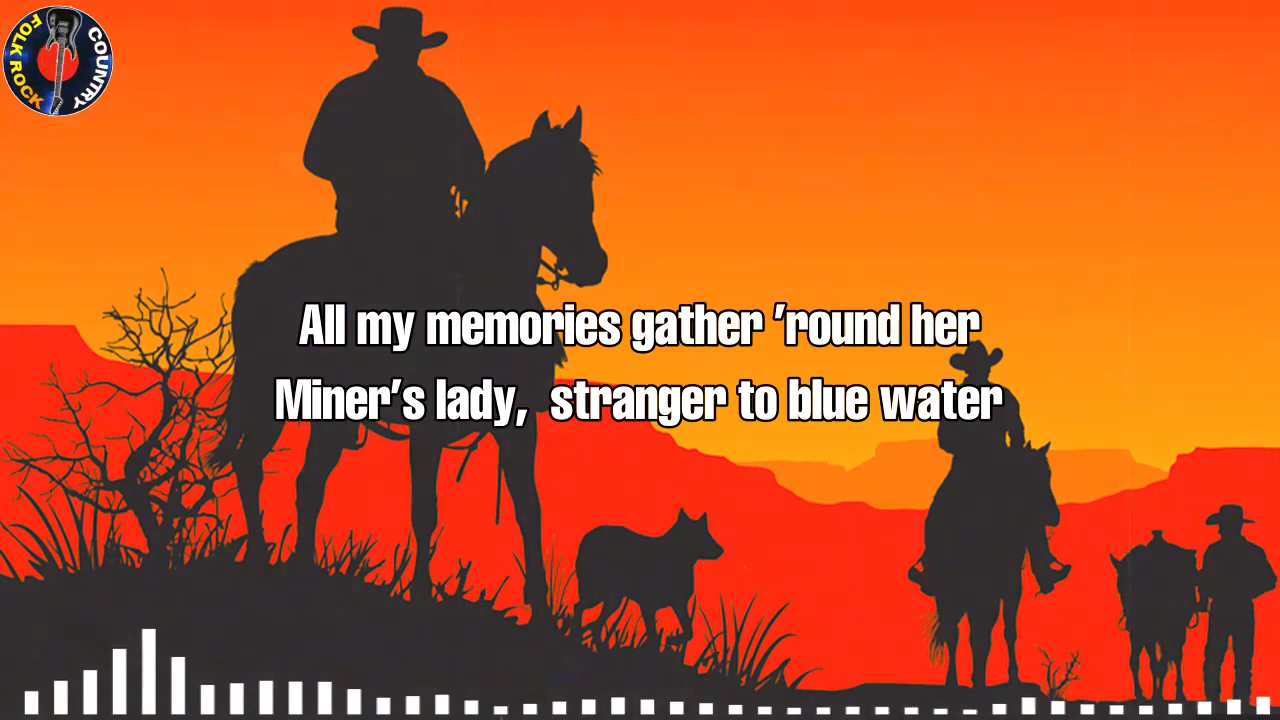 FOLK ROCK
COUNTRY
All my memories gather ’round her
Miner’s lady, stranger to blue water